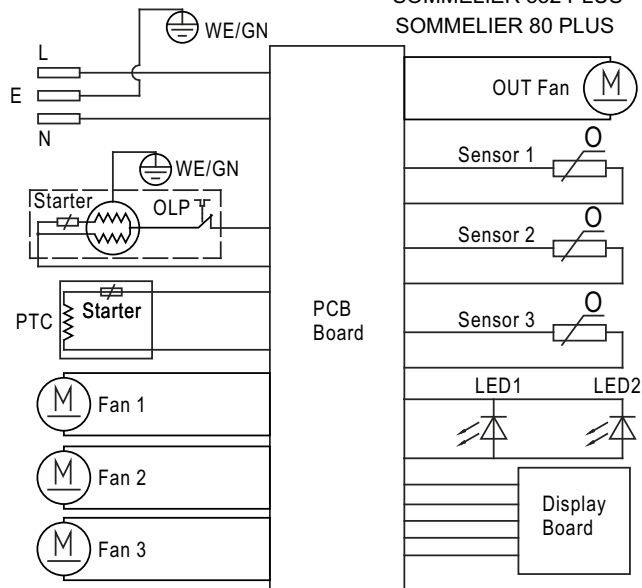 SOMMELIER 80 PLUS
WE/GN
L
E
N
WE/GN
Starter
OLP
PTC
Starter
M
Fan 1
M
Fan 2
M
Fan 3
PCB
Board
OUT Fan
M
Sensor 1
O
Sensor 2
O
Sensor 3
O
LED1
LED2
Display
Board